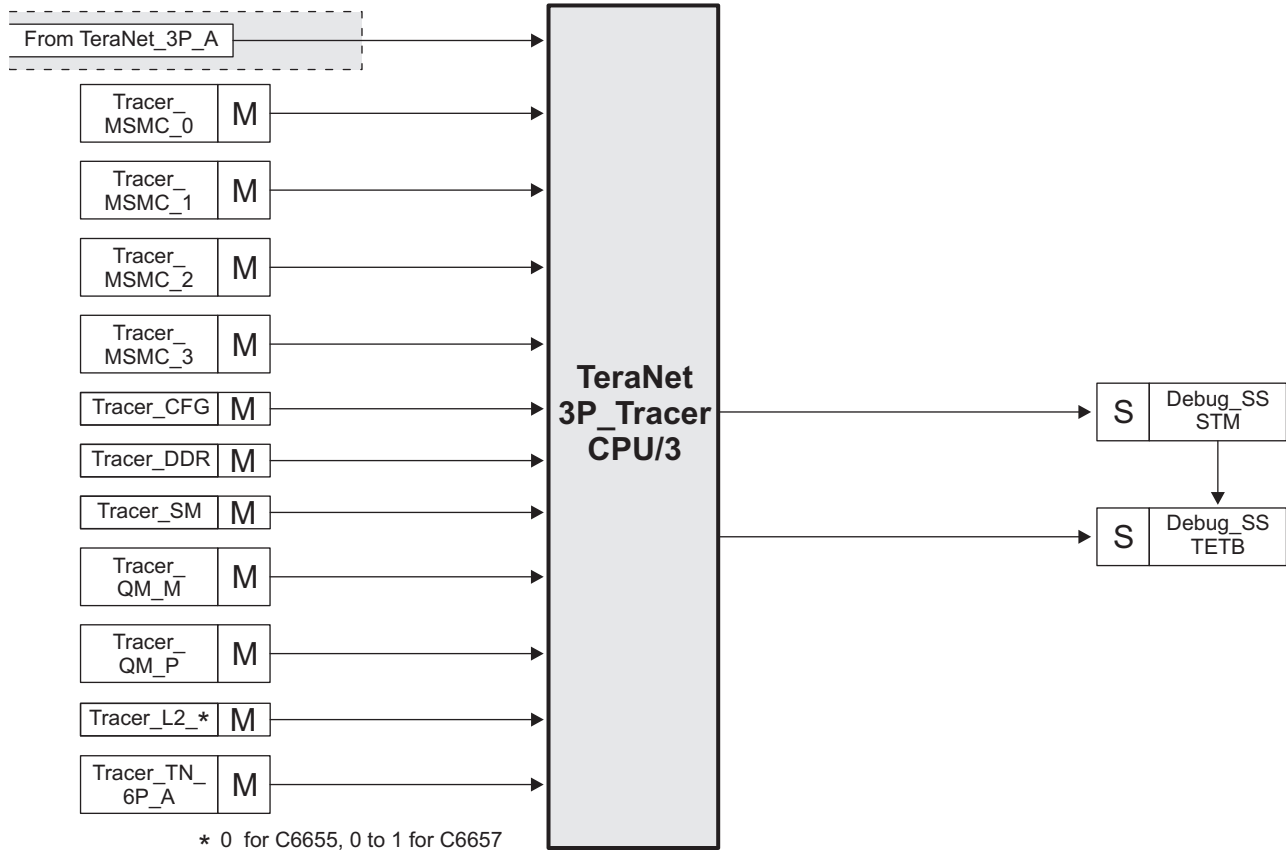 From TeraNet_3P_A
Tracer_
MSMC_0
M
Tracer_
MSMC_1
M
Tracer_
MSMC_2
M
Tracer_
MSMC_3
M
Tracer_CFG
M
Tracer_DDR
M
Tracer_SM
M
Tracer_
QM_M
M
Tracer_
QM_P
M
Tracer_L2_*
M
Tracer_TN_
6P_A
M
* 0 for C6655, 0 to 1 for C6657
TeraNet
3P_Tracer
CPU/3
S
Debug_SS
STM
S
Debug_SS
TETB